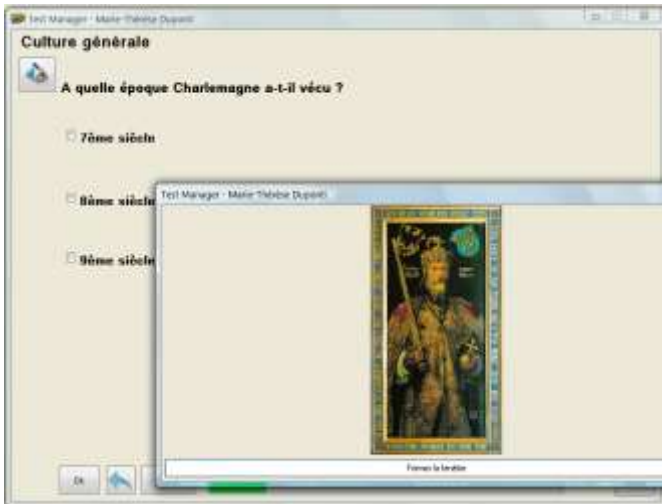 Test Manager - Marie-Thérèse Dupont
Culture générale
A quelle époque Charlemagne a-t-il vécu ?
7ème siècle
8ème siècle
9ème siècle
Test Manager - Marie-Thérèse Dupont
Fermer la fenêtre
Ok